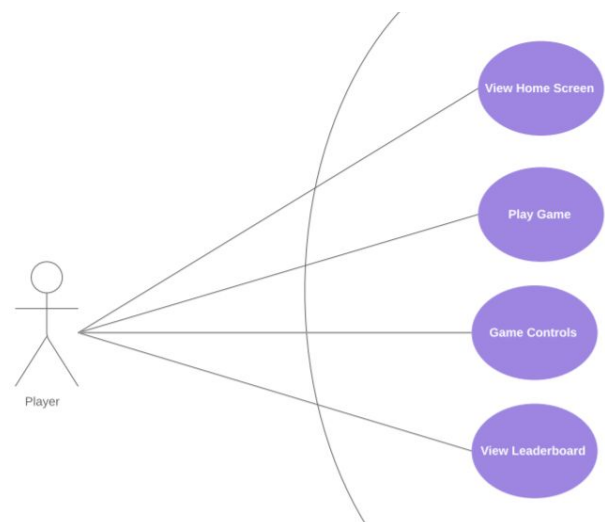 View Home Screen
Play Game
Game Controls
Player
View Leaderboard